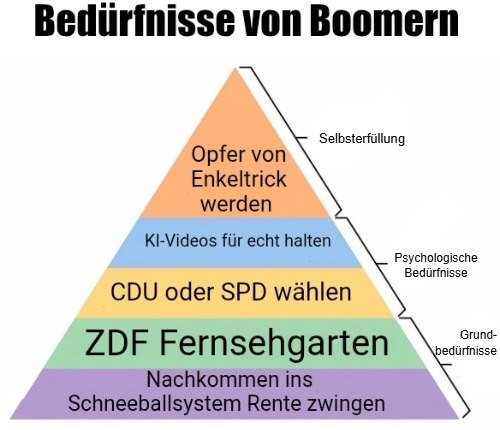 Bedürfnisse von Boomern
Selbsterfüllung
Opfer von
Enkeltrick
werden
KI-Videos für echt halten
Psychologische
Bedürfnisse
CDU oder SPD wählen
ZDF Fernsehgarten
Grund-
bedürfnisse
Nachkommen ins
Schneeballsystem Rente zwingen